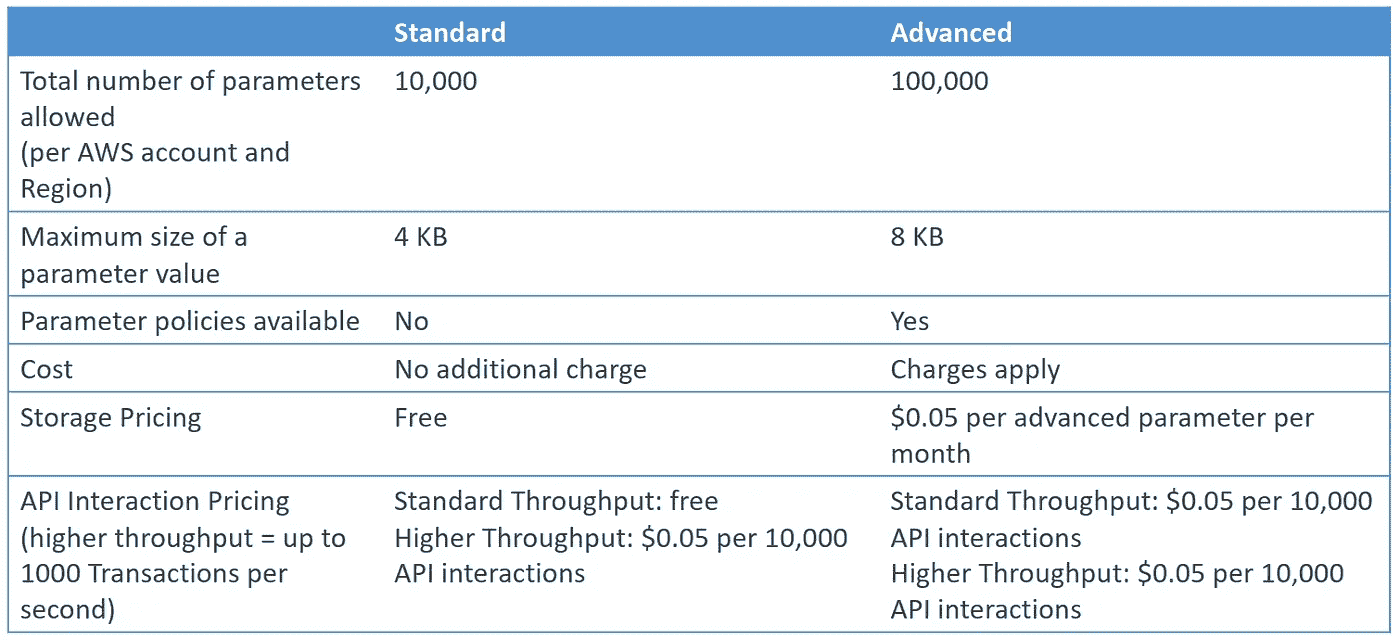 Standard Advanced
Total number of parameters 10,000 100,000
allowed
(per AWS account and
Region)
Maximum size of a 4 KB 8 KB
parameter value
Parameter policies available No Yes
Cost No additional charge Charges apply
Storage Pricing Free $0.05 per advanced parameter per
month
API Interaction Pricing Standard Throughput: free Standard Throughput: $0.05 per 10,000
(higher throughput = up to Higher Throughput: $0.05 per 10,000 API interactions
1000 Transactions per API interactions Higher Throughput: $0.05 per 10,000
second) API interactions